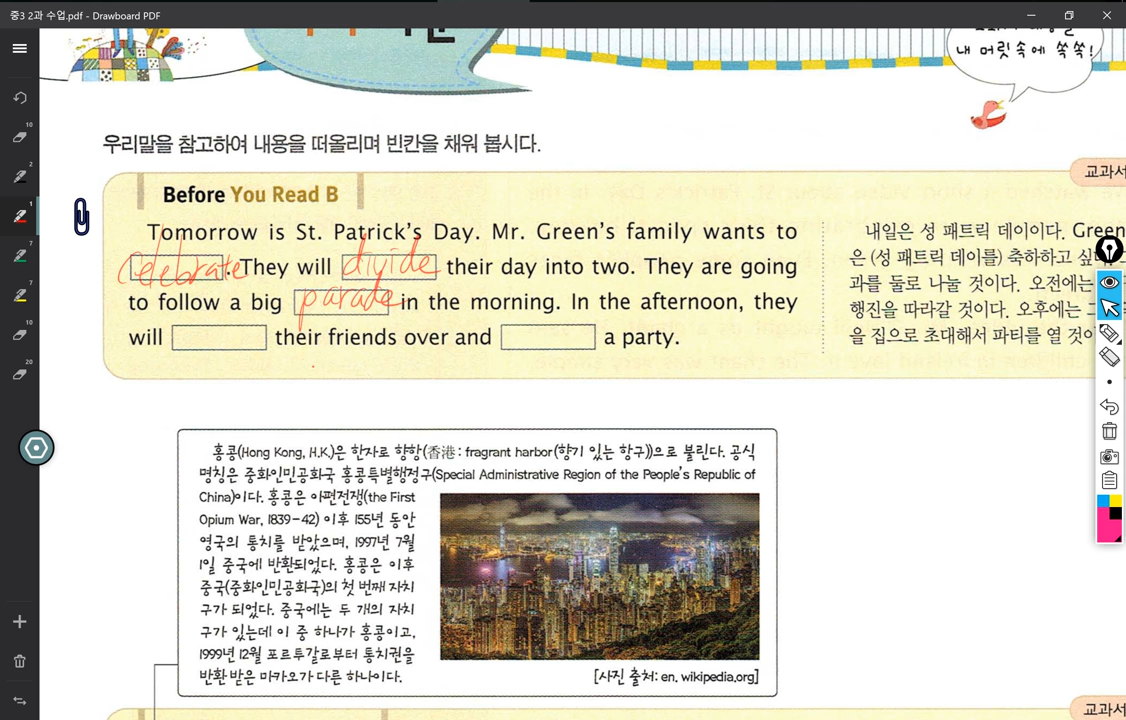 중3 2과 수업.pdf - Drawboard PDF
내 머릿속에 쏙쏙!
우리말을 참고하여 내용을 떠올리며 빈칸을 채워 봅시다.
교과서
Before You Read B
Tomorrow is St. Patrick's Day. Mr. Green's family wants to
celebrate. They will divide their day into two. They are going
to follow a big parade in the morning. In the afternoon, they
will their friends over and a party.
내일은 성 패트릭 데이이다. Green
은 (성 패트릭 데이를) 축하하고 싶
과를 둘로 나눌 것이다. 오전에는
행진을 따라갈 것이다. 오후에는 그
을 집으로 초대해서 파티를 열 것이
홍콩(Hong Kong, H.K.)은 한자로 향항(香港 : fragrant harbor(향기 있는 항구))으로 불린다. 공식
명칭은 중화인민공화국 홍콩특별행정구(Special Administrative Region of the People's Republic of
China)이다. 홍콩은 아편전쟁(the First
Opium War, 1839-42) 이후 155년 동안
영국의 통치를 받았으며, 1997년 7월
1일 중국에 반환되었다. 홍콩은 이후
중국(중화인민공화국)의 첫 번째 자치
구가 되었다. 중국에는 두 개의 자치
구가 있는데 이 중 하나가 홍콩이고,
1999년 12월 포르투갈로부터 통치권을
반환 받은 마카오가 다른 하나이다.
[사진 출처: en. wikipedia.org]
교과서